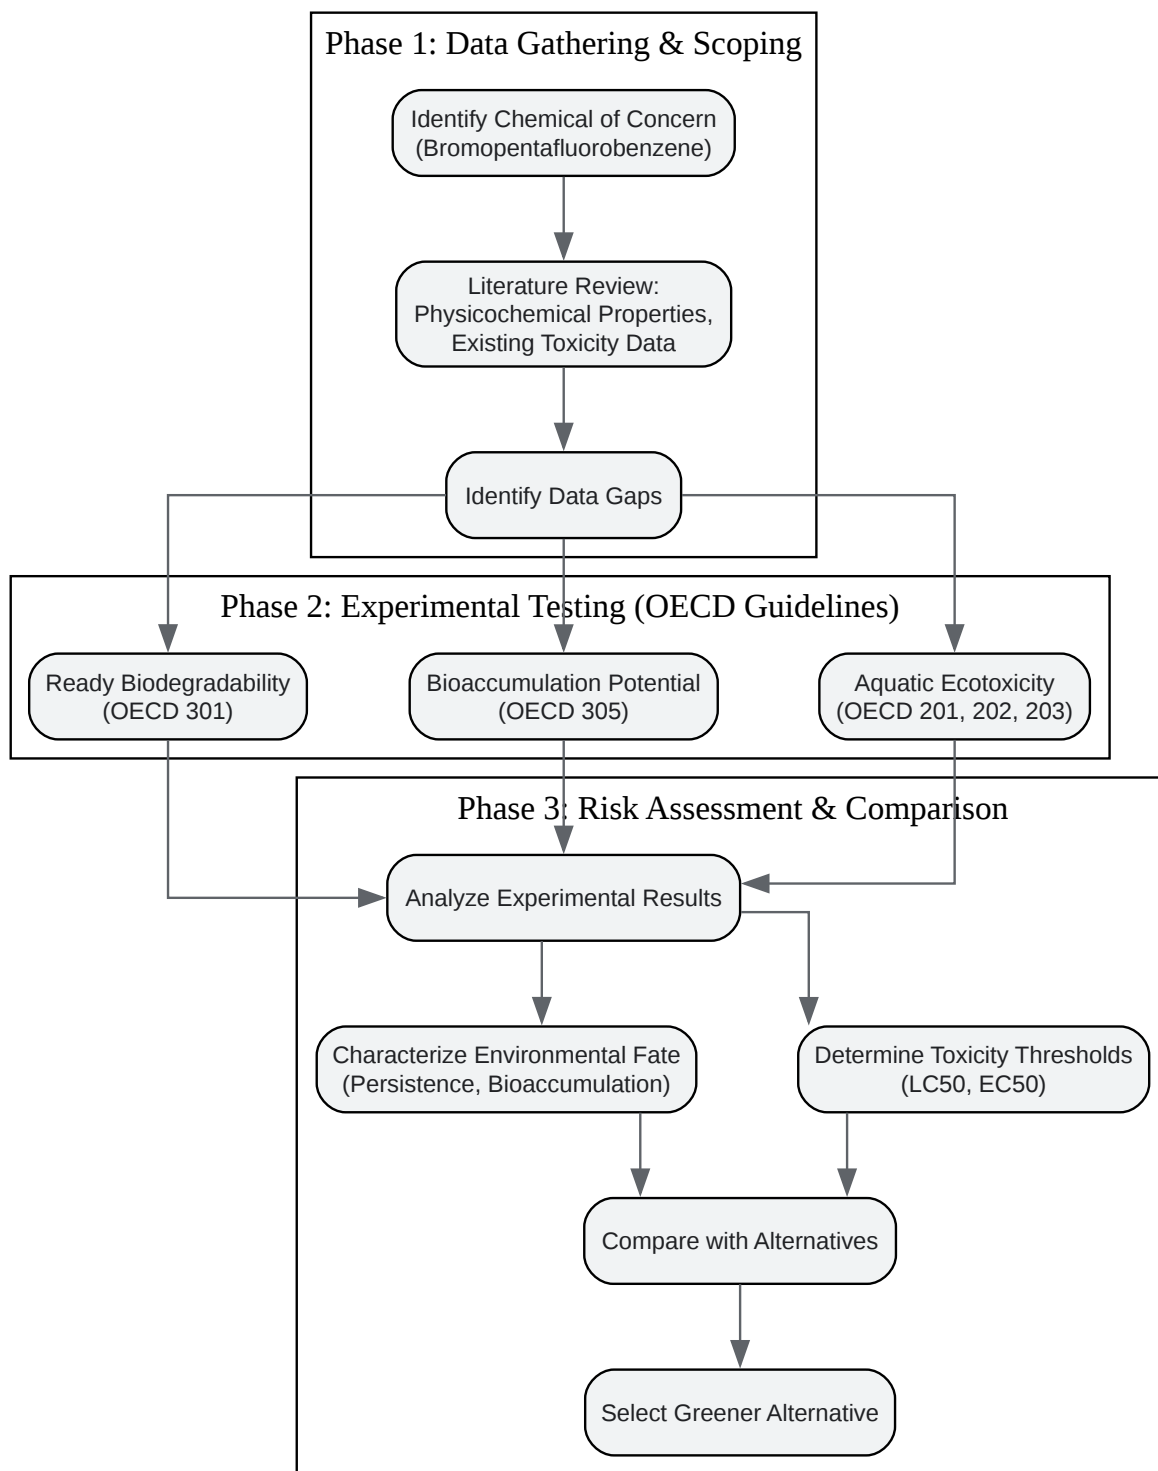 Phase 1: Data Gathering & Scoping
Identify Chemical of Concern
(Bromopentafluorobenzene)
Literature Review:
Physicochemical Properties,
Existing Toxicity Data
Identify Data Gaps
Phase 2: Experimental Testing (OECD Guidelines)
Ready Biodegradability
(OECD 301)
Bioaccumulation Potential
(OECD 305)
Aquatic Ecotoxicity
(OECD 201, 202, 203)
Phase 3: Risk Assessment & Comparison
Analyze Experimental Results
Characterize Environmental Fate
(Persistence, Bioaccumulation)
Determine Toxicity Thresholds
(LC50, EC50)
Compare with Alternatives
Select Greener Alternative